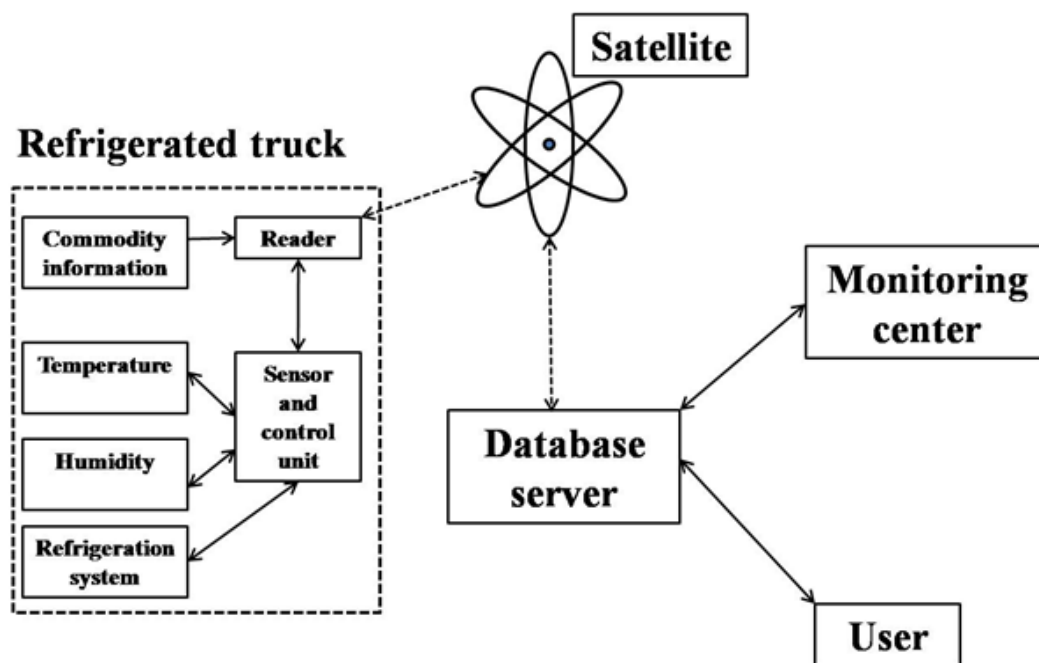 Satellite
Refrigerated truck
Commodity
information
Reader
Temperature
Sensor
and
control
unit
Humidity
Refrigeration
system
Database
server
Monitoring
center
User